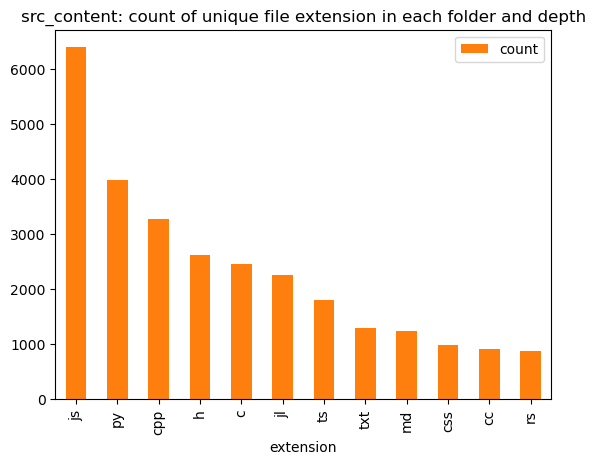 src_content: count of unique file extension in each folder and depth
count
6000
5000
4000
3000
2000
1000
0
js
py
cpp
h
c
jl
ts
txt
md
css
cc
rs
extension